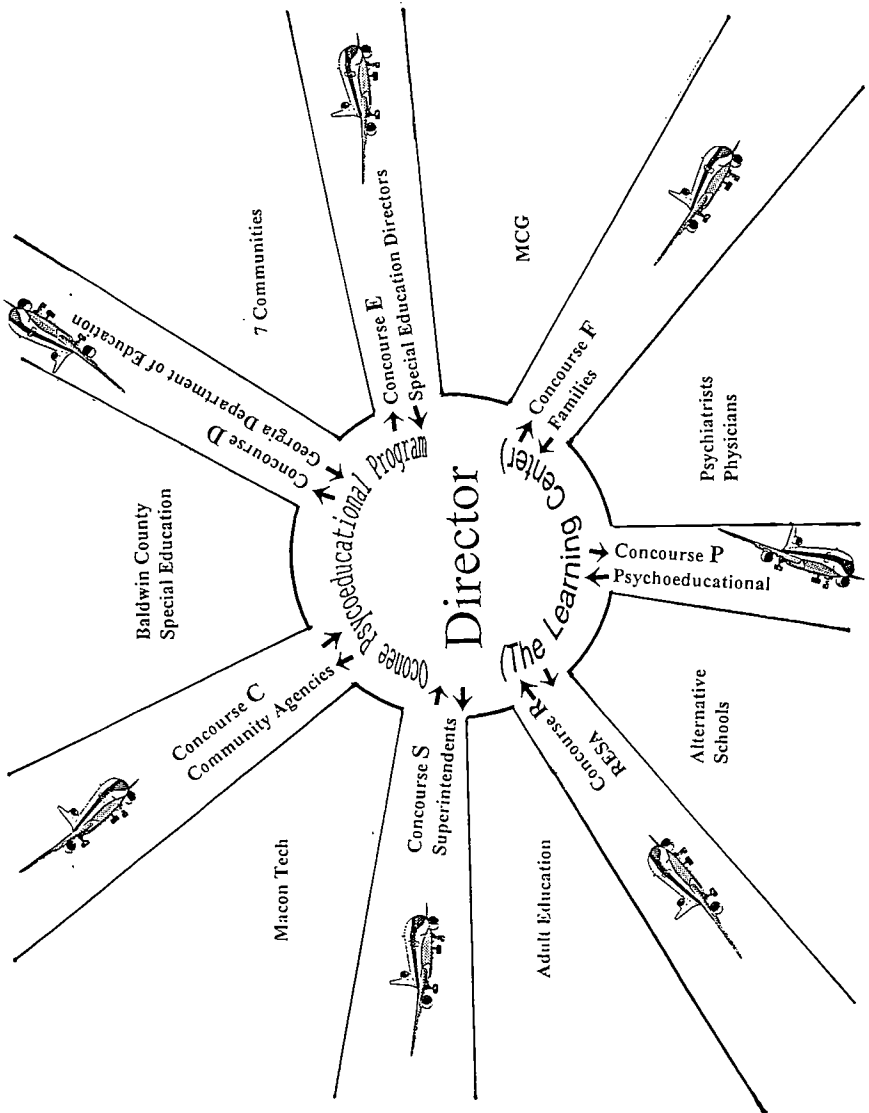 Oconee Psycoeducational Program
Director
(The Learning Center)
Concourse C
Community Agencies
Baldwin County
Special Education
Concourse D
Georgia Department of Education
7 Communities
Concourse E
Special Education Directors
MCG
Concourse F
Families
Psychiatrists
Physicians
Concourse P
Psychoeducational
Alternative
Schools
Concourse R
RESA
Adult Education
Concourse S
Superintendents
Macon Tech